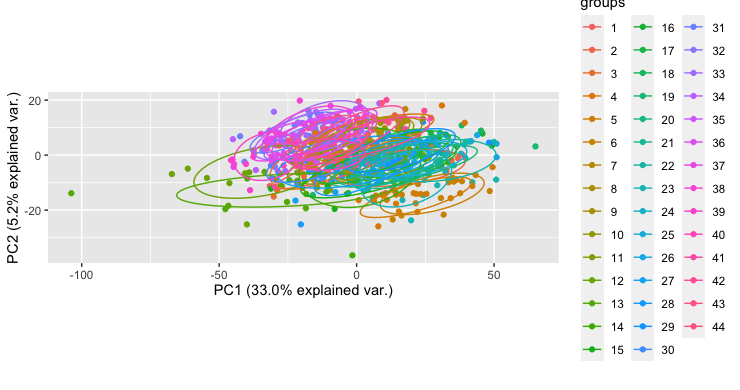 groups
1 16 31
2 17 32
3 18 33
4 19 34
5 20 35
6 21 36
7 22 37
8 23 38
9 24 39
10 25 40
11 26 41
12 27 42
13 28 43
14 29 44
15 30
20
0
-20
PC2 (5.2% explained var.)
-100 -50 0 50
PC1 (33.0% explained var.)